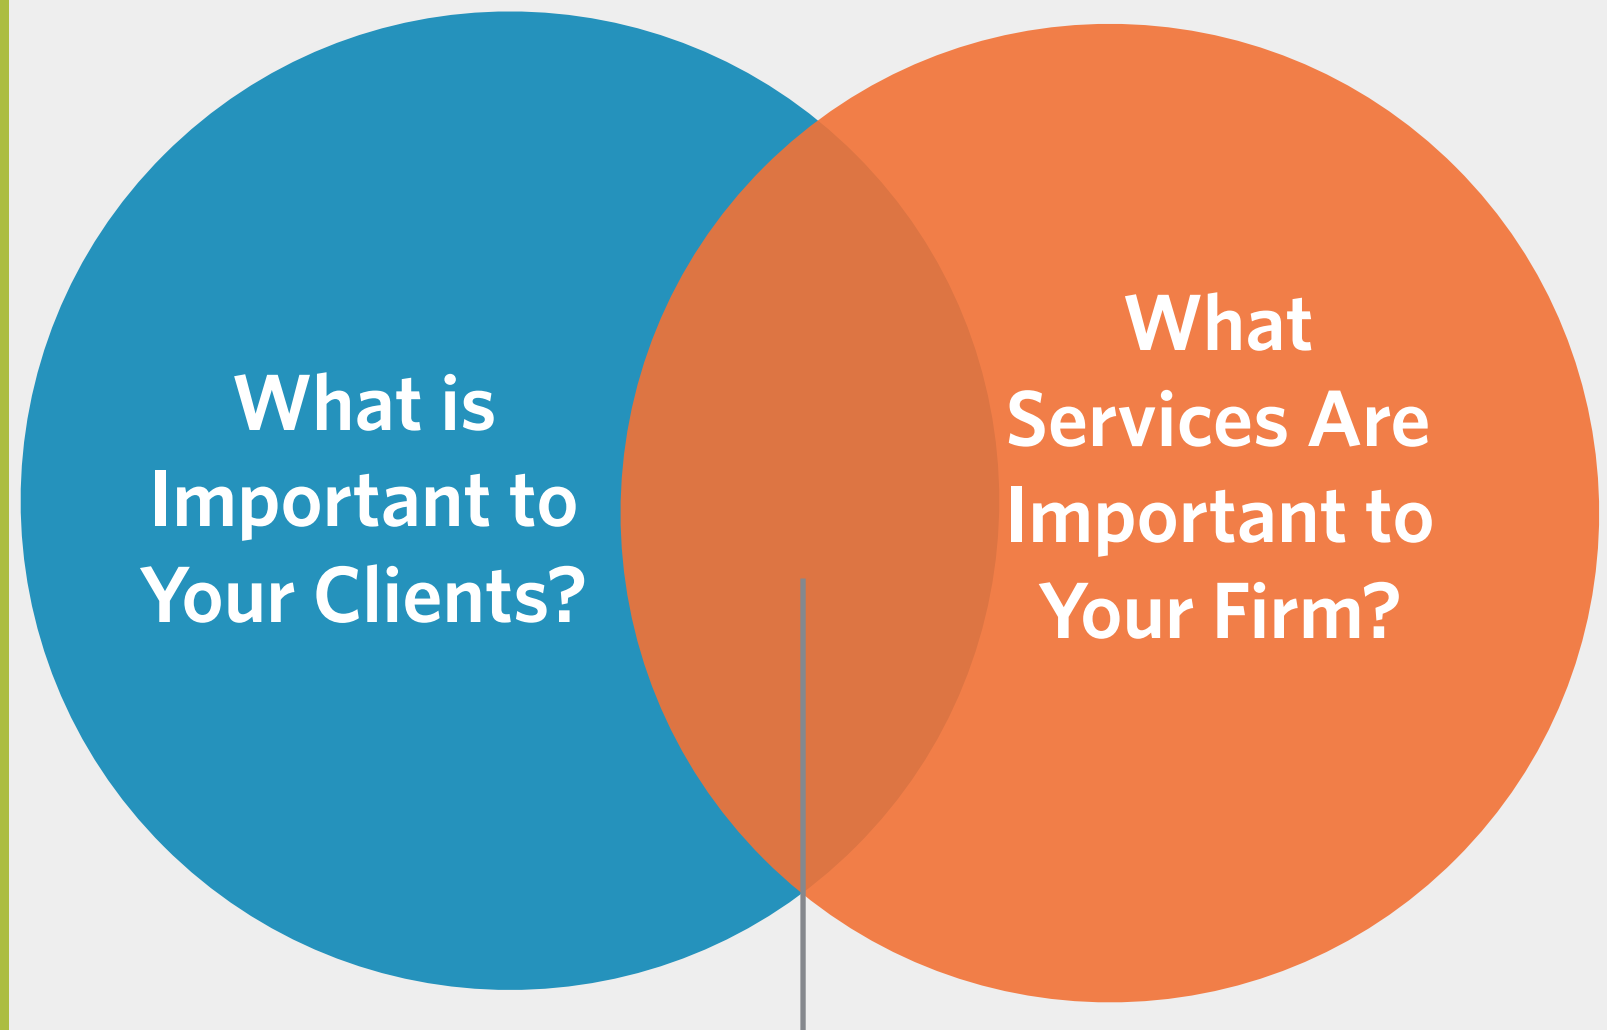 What is
Important to
Your Clients?
What
Services Are
Important to
Your Firm?